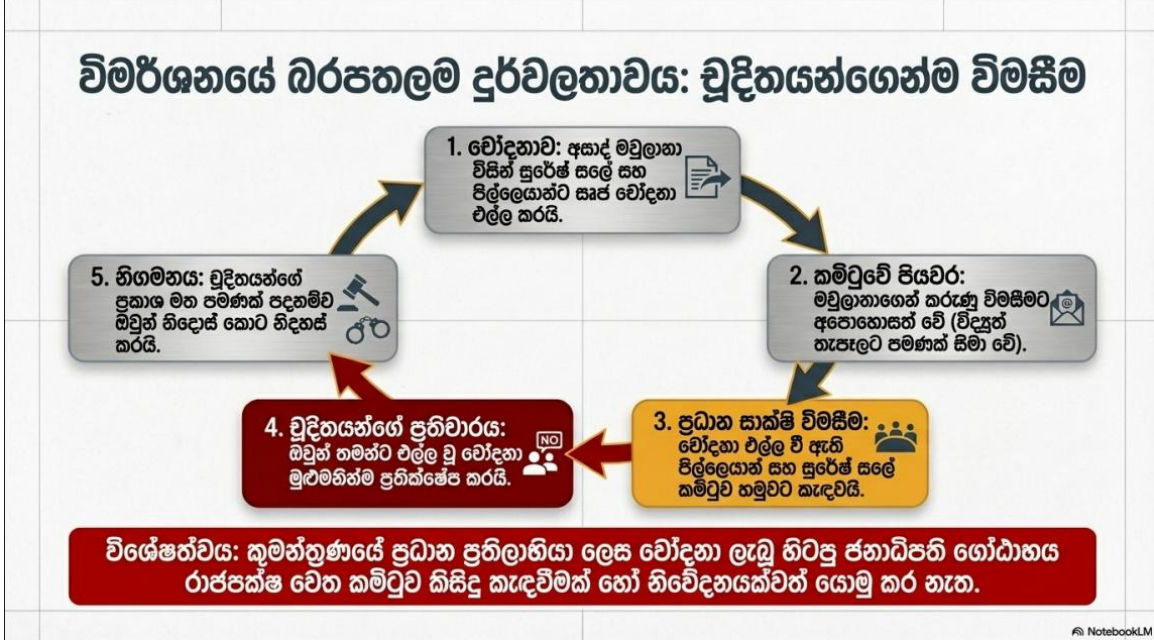 විමර්ශනයේ බරපතලම දුර්වලතාවය: චූදිතයන්ගෙන්ම විමසීම
1. චෝදනාව: අසාද් මවුලානා
විසින් සුරේෂ් සලේ සහ
පිල්ලෙයාන්ට සෘජු චෝදනා
එල්ල කරයි.
2. කමිටුවේ පියවර:
මවුලානාගෙන් කරුණු විමසීමට
අපොහොසත් වේ (විද්‍යුත්
තැපෑලට පමණක් සීමා වේ).
@
3. ප්‍රධාන සාක්ෂි විමසීම:
චෝදනා එල්ල වී ඇති
පිල්ලෙයාන් සහ සුරේෂ් සලේ
කමිටුව හමුවට කැඳවයි.
4. චූදිතයන්ගේ ප්‍රතිචාරය:
ඔවුන් තමන්ට එල්ල වූ චෝදනා
මුළුමනින්ම ප්‍රතික්ෂේප කරයි.
NO
5. නිගමනය: චූදිතයන්ගේ
ප්‍රකාශ මත පමණක් පදනම්ව
ඔවුන් නිදොස් කොට නිදහස්
කරයි.
විශේෂත්වය: කුමන්ත්‍රණයේ ප්‍රධාන ප්‍රතිලාභියා ලෙස චෝදනා ලැබූ හිටපු ජනාධිපති ගෝඨාභය
රාජපක්ෂ වෙත කමිටුව කිසිදු කැඳවීමක් හෝ නිවේදනයක්වත් යොමු කර නැත.
NotebookLM